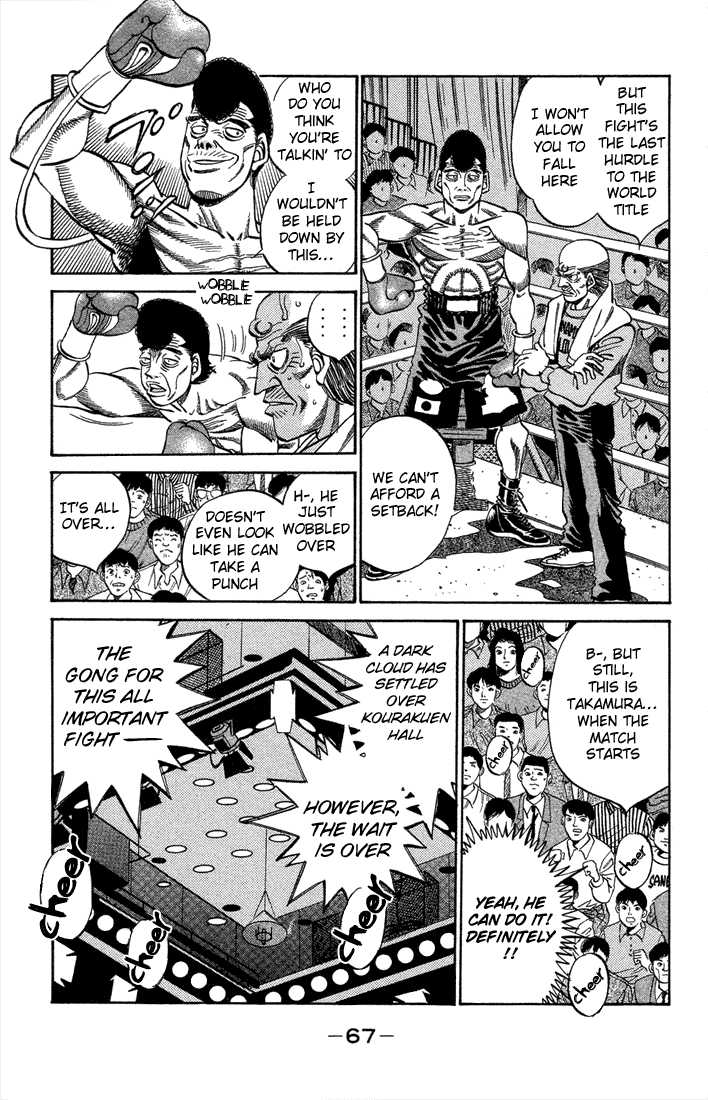 BUT
THIS
FIGHT'S
THE LAST
HURDLE TO
THE WORLD
TITLE
I WON'T
ALLOW
YOU TO
FALL
HERE
WE CAN'T
AFFORD A
SETBACK!
WHO
DO YOU
THINK
YOU'RE
TALKIN' TO
I
WOULDN'T
BE HELD
DOWN BY
THIS...
WOBBLE
WOBBLE
H-, HE
JUST
WOBBLED
OVER
DOESN'T
EVEN LOOK
LIKE HE CAN
TAKE A
PUNCH
IT'S ALL
OVER...
B-, BUT
STILL,
THIS IS
TAKAMURA...
WHEN THE
MATCH
STARTS
cheer
cheer
cheer
YEAH, HE
CAN DO IT!
DEFINITELY
!!
cheer
A DARK
CLOUD HAS
SETTLED
OVER
KOURAKUEN
HALL
HOWEVER,
THE WAIT
IS OVER
THE
GONG FOR
THIS ALL
IMPORTANT
FIGHT—
cheer
cheer
cheer
cheer
-67-